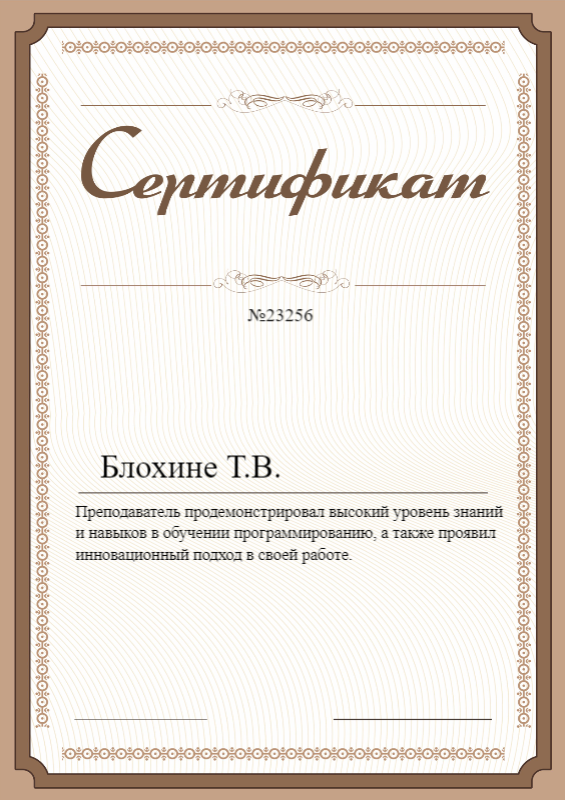 Сертификат
№23256
Блохине Т.В.
Преподаватель продемонстрировал высокий уровень знаний
и навыков в обучении программированию, а также проявил
инновационный подход в своей работе.